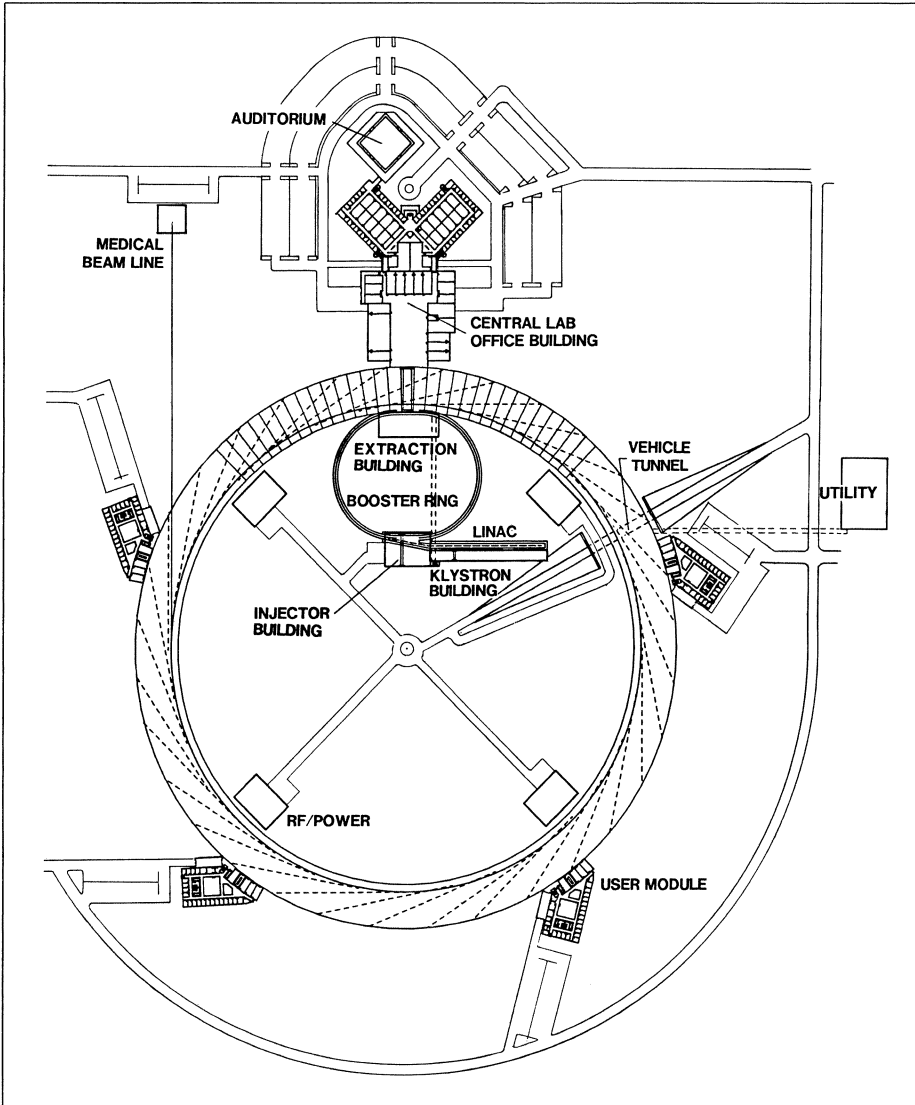 AUDITORIUM
MEDICAL
BEAM LINE
CENTRAL LAB
OFFICE BUILDING
EXTRACTION
BUILDING
VEHICLE
TUNNEL
UTILITY
BOOSTER RING
LINAC
KLYSTRON
BUILDING
INJECTOR
BUILDING
RF/POWER
USER MODULE